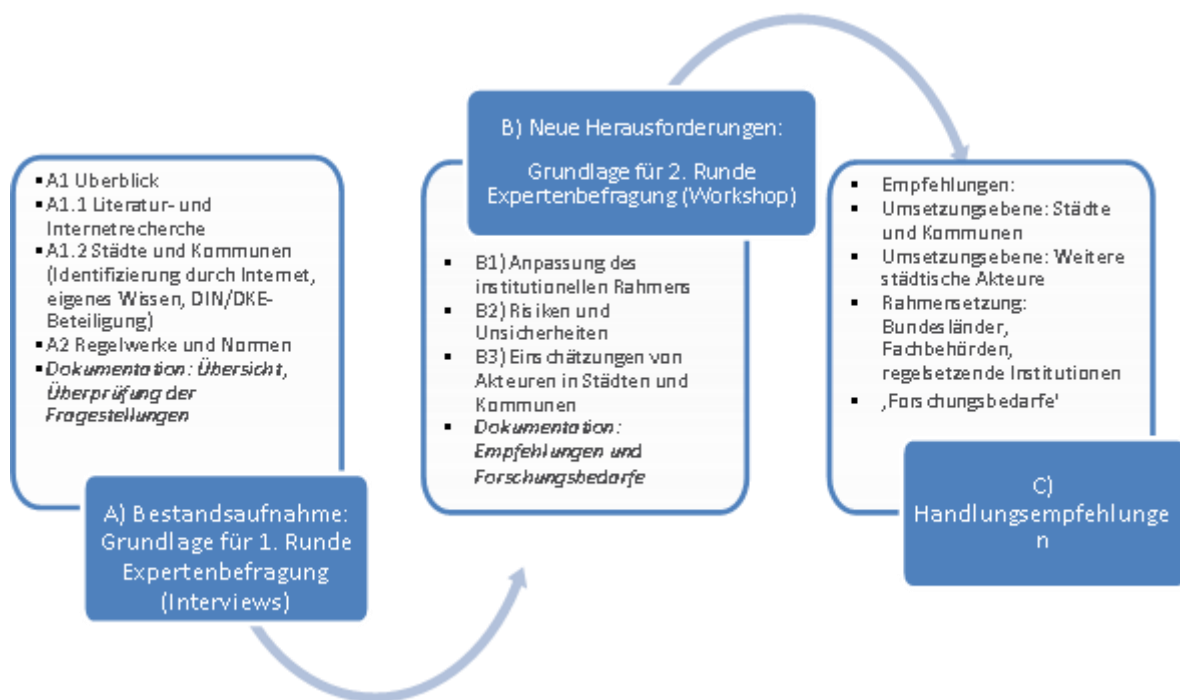 ▪ A1 Überblick
▪ A1.1 Literatur- und
Internetrecherche
▪ A1.2 Städte und Kommunen
(Identifizierung durch Internet,
eigenes Wissen, DIN/DKE-
Beteiligung)
▪ A2 Regelwerke und Normen
▪ Dokumentation: Übersicht,
Überprüfung der
Fragestellungen
A) Bestandsaufnahme:
Grundlage für 1. Runde
Expertenbefragung
(Interviews)
B) Neue Herausforderungen:
Grundlage für 2. Runde
Expertenbefragung (Workshop)
▪ B1) Anpassung des
institutionellen Rahmens
▪ B2) Risiken und
Unsicherheiten
▪ B3) Einschätzungen von
Akteuren in Städten und
Kommunen
▪ Dokumentation:
Empfehlungen und
Forschungsbedarfe
▪ Empfehlungen:
▪ Umsetzungsebene: Städte
und Kommunen
▪ Umsetzungsebene: Weitere
städtische Akteure
▪ Rahmensetzung:
Bundesländer,
Fachbehörden,
regelsetzende Institutionen
▪ ‚Forschungsbedarfe'
C)
Handlungsempfehlunge
n